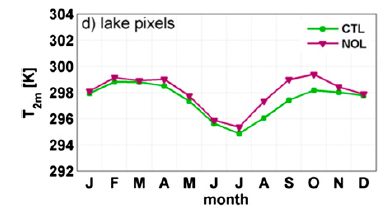 304
d) lake pixels
CTL
NOL
302
300
298
296
294
292
T2m [K]
J F M A M J J A S O N D
month